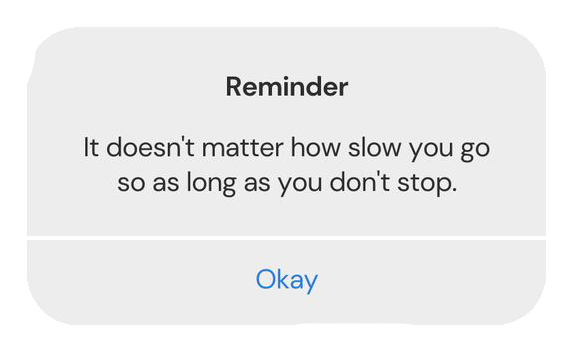 Reminder
It doesn't matter how slow you go
so as long as you don't stop.
Okay